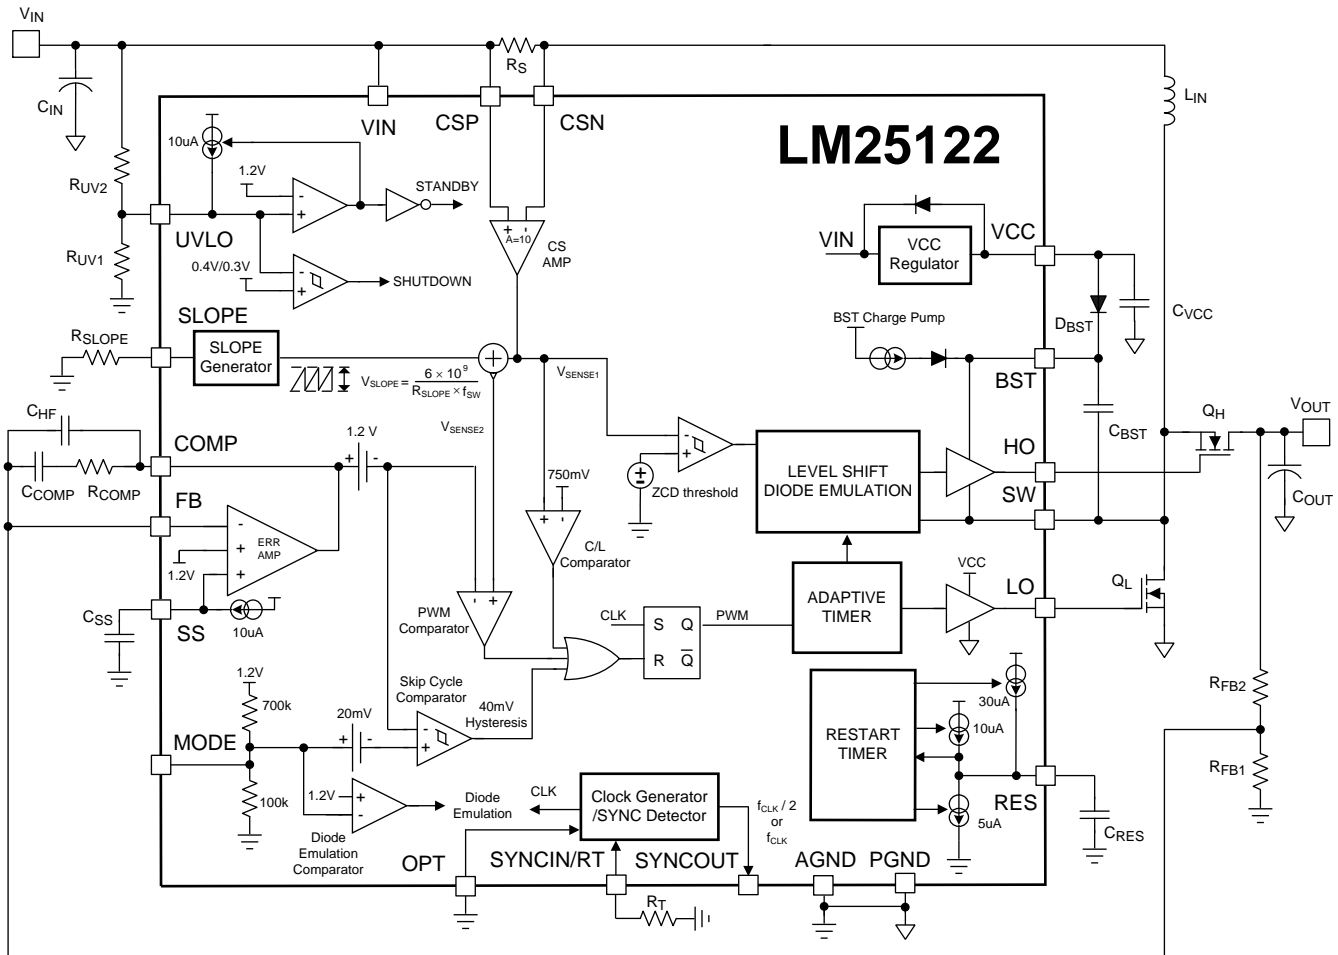 VIN
RS
CIN
LIN
VIN
CSP
CSN
LM25122
10uA
1.2V
-
+
STANDBY
RUV2
UVLO
RUV1
0.4V/0.3V
-
+
SHUTDOWN
+ -
A=10
CS
AMP
VIN
VCC
Regulator
VCC
CVCC
DBST
BST Charge Pump
BST
CBST
SLOPE
RSLOPE
SLOPE
Generator
VSLOPE = 6 × 10^9 / RSLOPE × fSW
+
VSENSE1
VSENSE2
CHF
COMP
CCOMP
RCOMP
1.2 V
+ -
FB
-
ERR
AMP
+
+
1.2V
CSS
SS
10uA
750mV
+ -
C/L
Comparator
- +
PWM
Comparator
-
+
±
ZCD threshold
LEVEL SHIFT
DIODE EMULATION
HO
SW
QH
VOUT
COUT
ADAPTIVE
TIMER
VCC
LO
QL
CLK
S Q
R Q̅
PWM
1.2V
700k
MODE
100k
20mV
+ -
Skip Cycle
Comparator
-
+
40mV
Hysteresis
1.2V
+
-
Diode
Emulation
Diode
Emulation
Comparator
CLK
Clock Generator
/SYNC Detector
fCLK / 2
or
fCLK
RESTART
TIMER
30uA
10uA
5uA
RES
CRES
RFB2
RFB1
OPT
SYNCIN/RT
SYNCOUT
AGND
PGND
RT